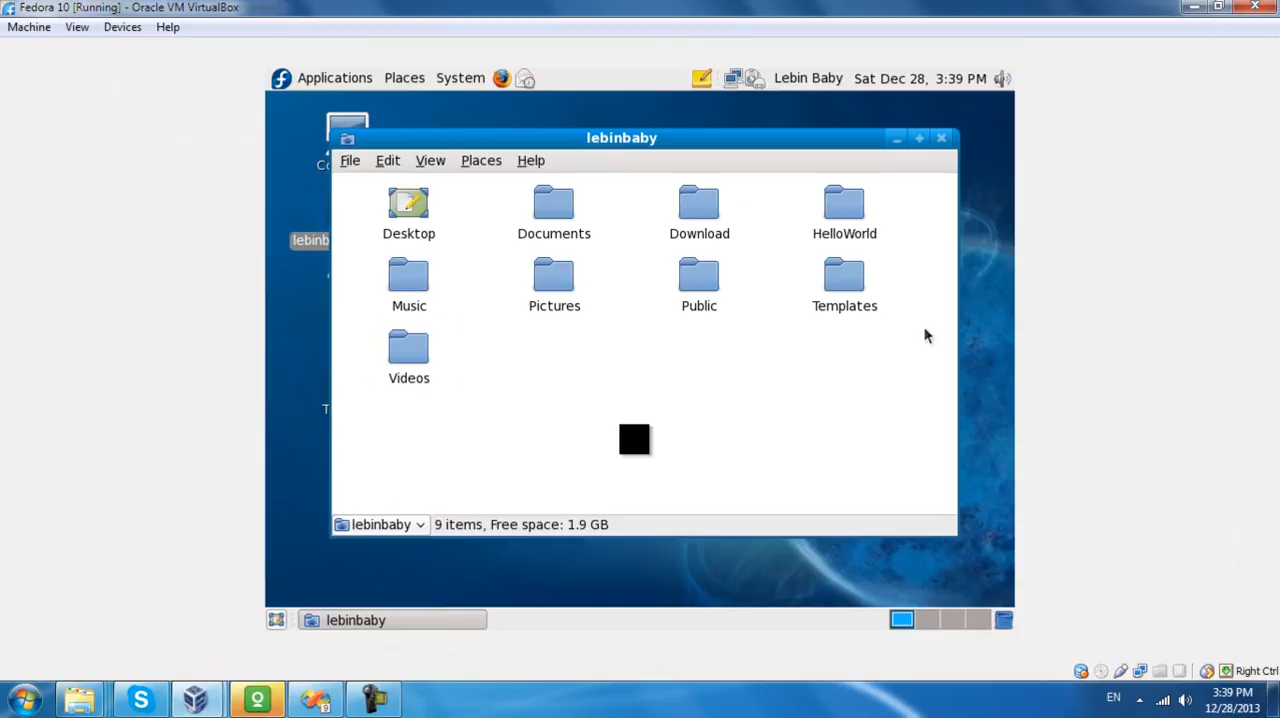 Fedora 10 [Running] - Oracle VM VirtualBox
Machine View Devices Help
Applications Places System Lebin Baby Sat Dec 28, 3:39 PM
lebinbaby
File Edit View Places Help
Desktop Documents Download HelloWorld
lebinb
Music Pictures Public Templates
Videos
lebinbaby 9 items, Free space: 1.9 GB
lebinbaby
Right Ctrl
EN 3:39 PM
12/28/2013